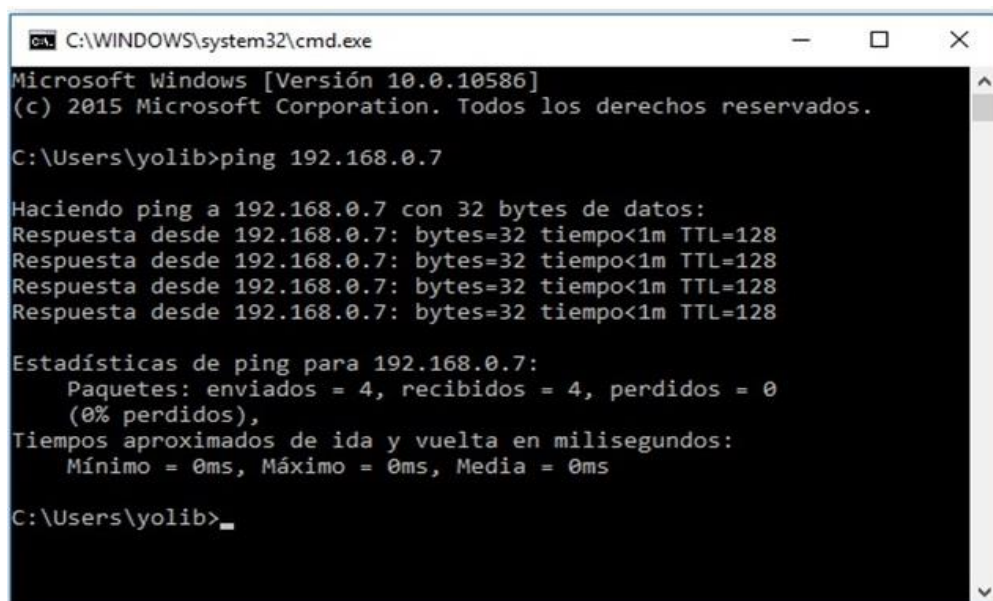 C:\WINDOWS\system32\cmd.exe
Microsoft Windows [Versión 10.0.10586]
(c) 2015 Microsoft Corporation. Todos los derechos reservados.
C:\Users\yolib>ping 192.168.0.7
Haciendo ping a 192.168.0.7 con 32 bytes de datos:
Respuesta desde 192.168.0.7: bytes=32 tiempo<1m TTL=128
Respuesta desde 192.168.0.7: bytes=32 tiempo<1m TTL=128
Respuesta desde 192.168.0.7: bytes=32 tiempo<1m TTL=128
Respuesta desde 192.168.0.7: bytes=32 tiempo<1m TTL=128
Estadísticas de ping para 192.168.0.7:
Paquetes: enviados = 4, recibidos = 4, perdidos = 0
(0% perdidos),
Tiempos aproximados de ida y vuelta en milisegundos:
Mínimo = 0ms, Máximo = 0ms, Media = 0ms
C:\Users\yolib>_